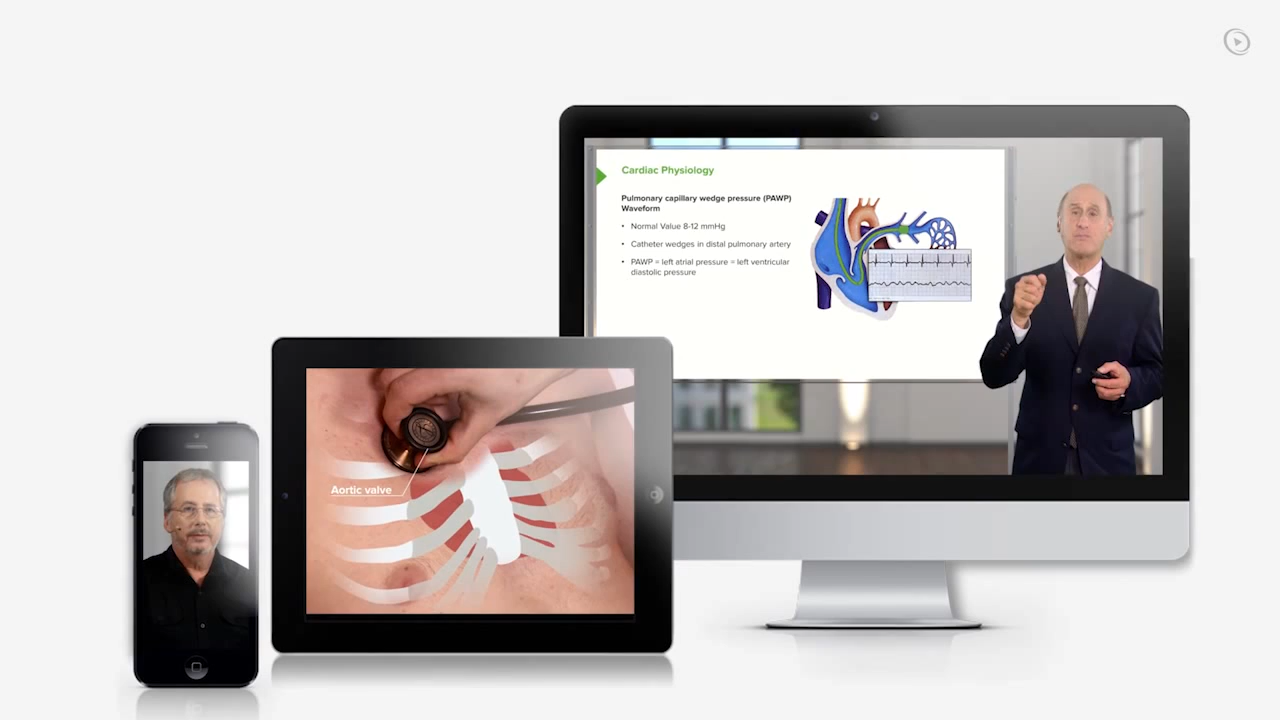 Cardiac Physiology
Pulmonary capillary wedge pressure (PAWP)
Waveform
• Normal Value 8-12 mmHg
• Catheter wedges in distal pulmonary artery
• PAWP = left atrial pressure = left ventricular
diastolic pressure
Aortic valve